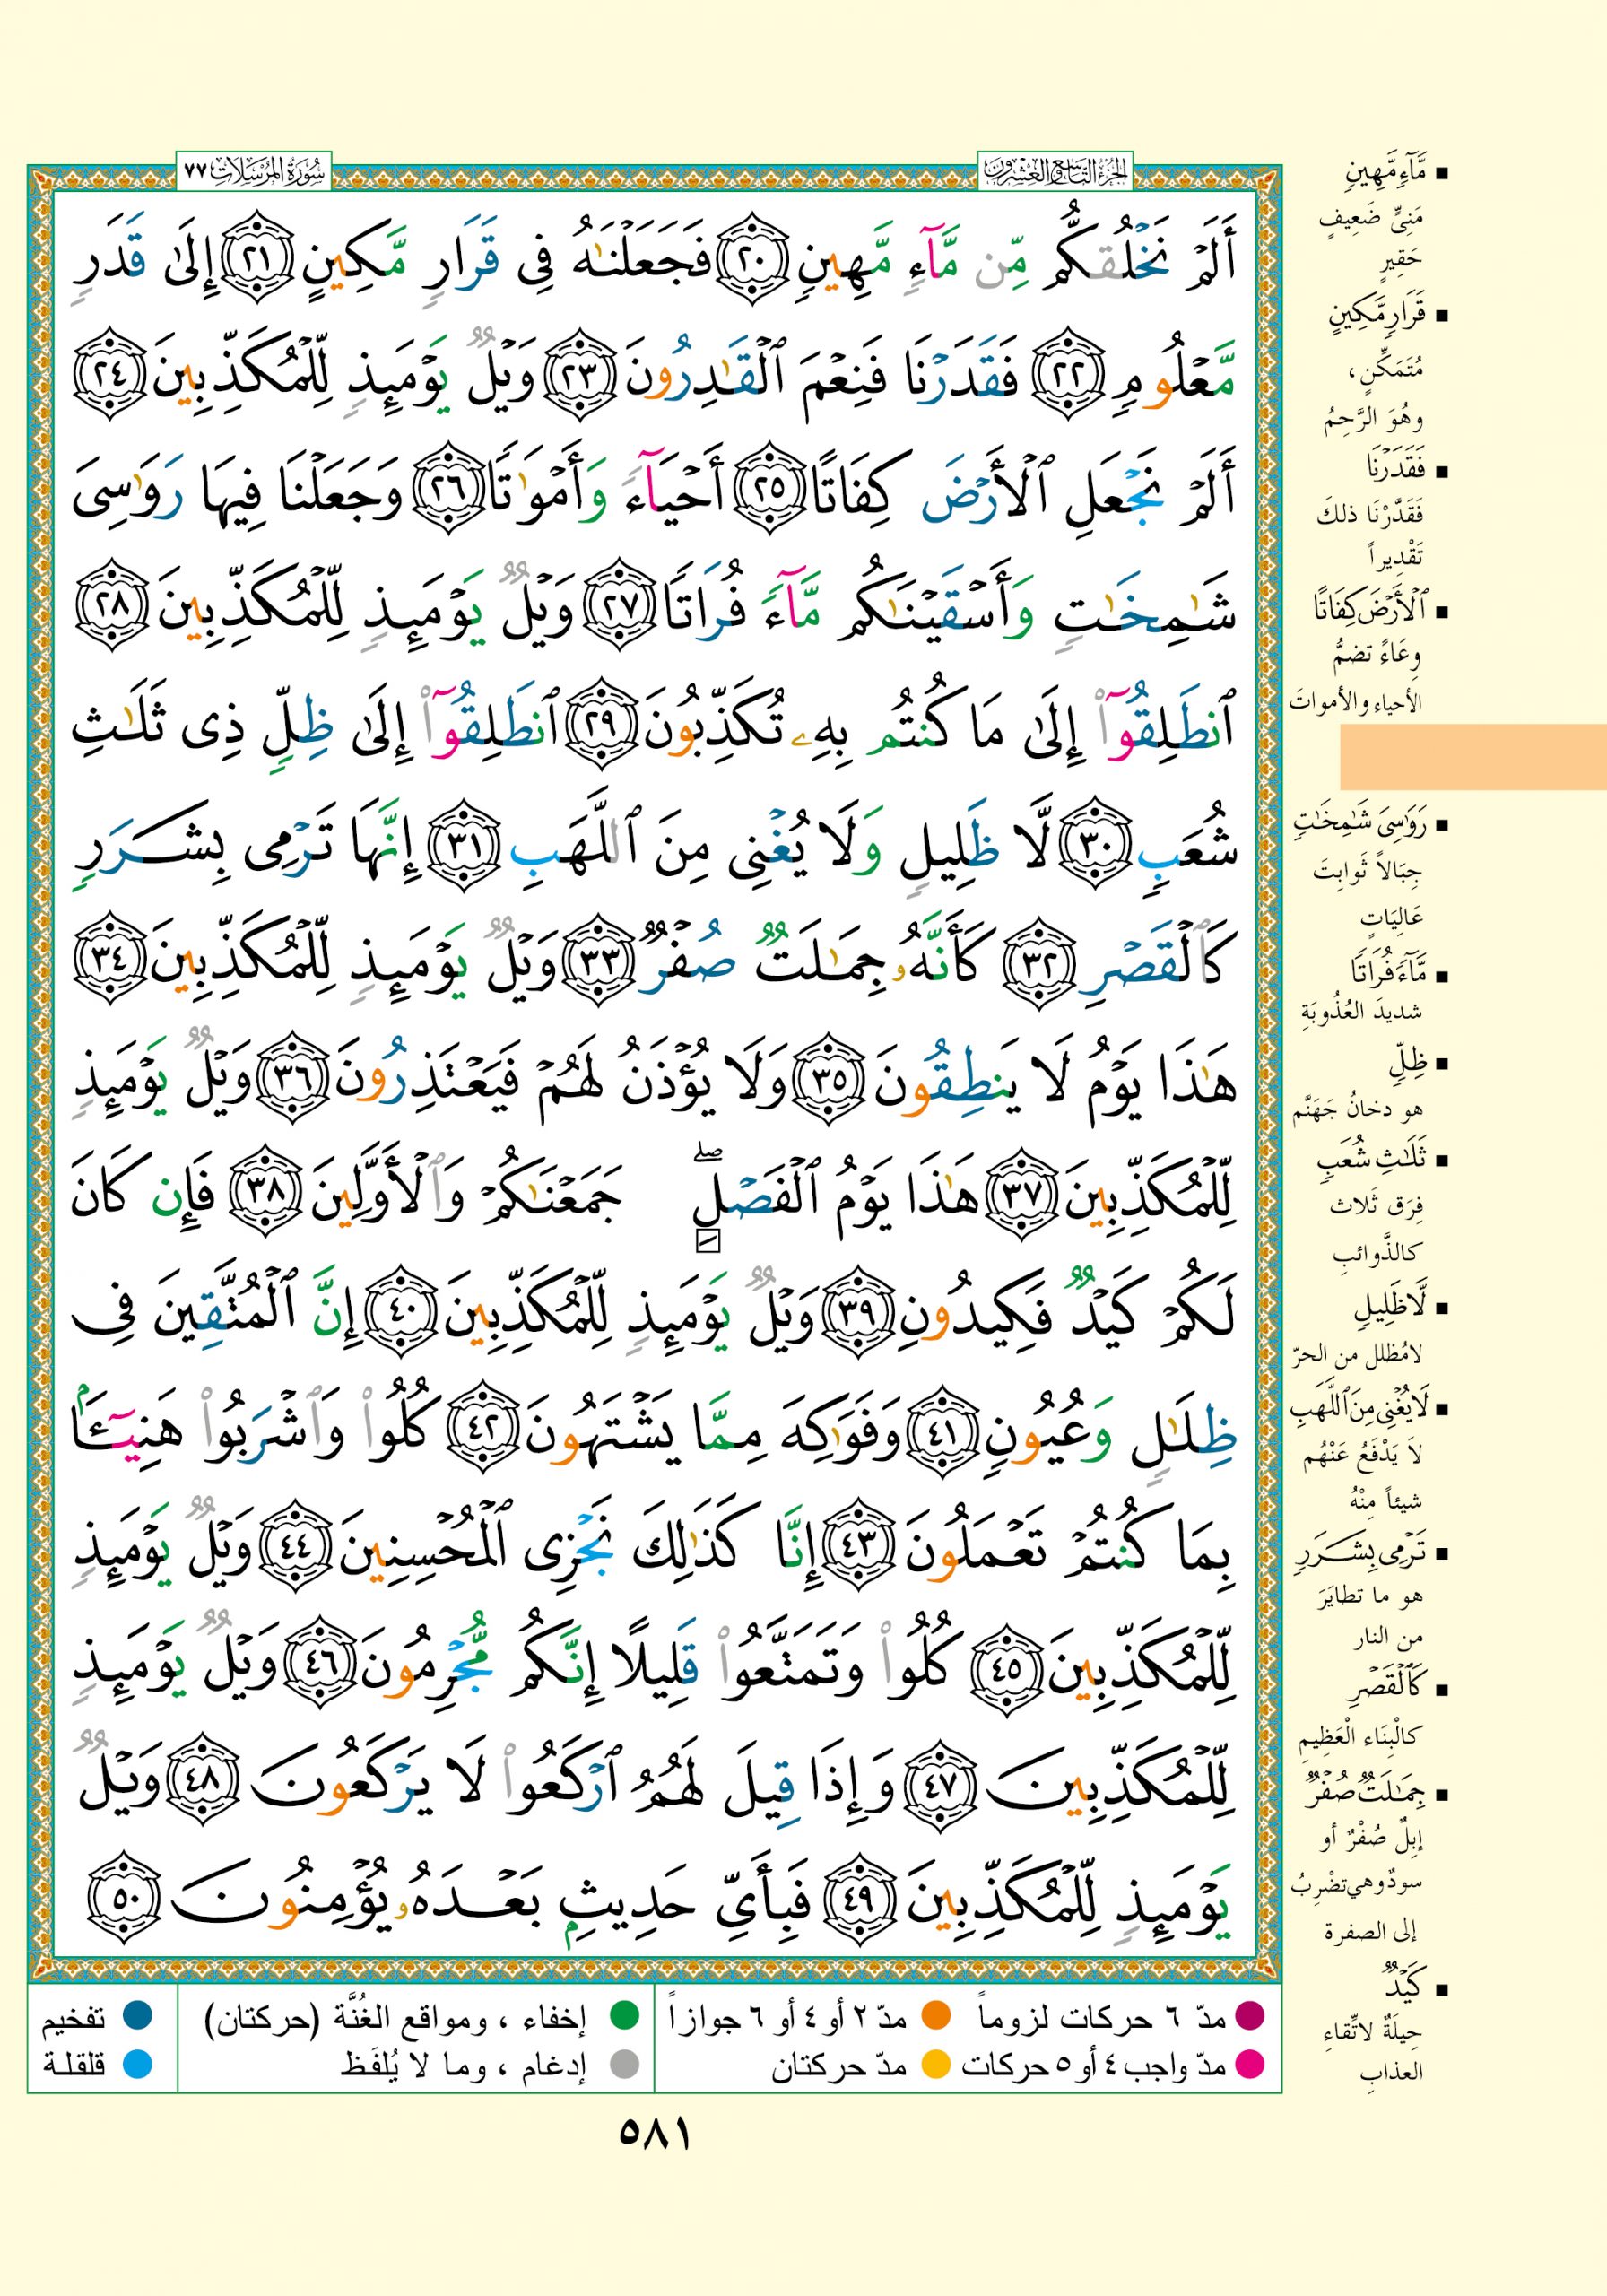 الجزء التاسع والعشرون
سورة المرسلات ٧٧
أَلَمْ نَخْلُقكُّم مِّن مَّآءٍ مَّهِينٍ ٢٠ فَجَعَلْنَٰهُ فِى قَرَارٍ مَّكِينٍ ٢١ إِلَىٰ قَدَرٍ
مَّعْلُومٍ ٢٢ فَقَدَرْنَا فَنِعْمَ ٱلْقَٰدِرُونَ ٢٣ وَيْلٌ يَوْمَئِذٍ لِّلْمُكَذِّبِينَ ٢٤
أَلَمْ نَجْعَلِ ٱلْأَرْضَ كِفَاتًا ٢٥ أَحْيَآءً وَأَمْوَٰتًا ٢٦ وَجَعَلْنَا فِيهَا رَوَٰسِىَ
شَٰمِخَٰتٍ وَأَسْقَيْنَٰكُم مَّآءً فُرَاتًا ٢٧ وَيْلٌ يَوْمَئِذٍ لِّلْمُكَذِّبِينَ ٢٨
ٱنطَلِقُوٓا۟ إِلَىٰ مَا كُنتُم بِهِۦ تُكَذِّبُونَ ٢٩ ٱنطَلِقُوٓا۟ إِلَىٰ ظِلٍّ ذِى ثَلَٰثِ
شُعَبٍ ٣٠ لَّا ظَلِيلٍ وَلَا يُغْنِى مِنَ ٱللَّهَبِ ٣١ إِنَّهَا تَرْمِى بِشَرَرٍ
كَٱلْقَصْرِ ٣٢ كَأَنَّهُۥ جِمَٰلَتٌ صُفْرٌ ٣٣ وَيْلٌ يَوْمَئِذٍ لِّلْمُكَذِّبِينَ ٣٤
هَٰذَا يَوْمُ لَا يَنطِقُونَ ٣٥ وَلَا يُؤْذَنُ لَهُمْ فَيَعْتَذِرُونَ ٣٦ وَيْلٌ يَوْمَئِذٍ
لِّلْمُكَذِّبِينَ ٣٧ هَٰذَا يَوْمُ ٱلْفَصْلِ ۖ جَمَعْنَٰكُمْ وَٱلْأَوَّلِينَ ٣٨ فَإِن كَانَ
لَكُمْ كَيْدٌ فَكِيدُونِ ٣٩ وَيْلٌ يَوْمَئِذٍ لِّلْمُكَذِّبِينَ ٤٠ إِنَّ ٱلْمُتَّقِينَ فِى
ظِلَٰلٍ وَعُيُونٍ ٤١ وَفَوَٰكِهَ مِمَّا يَشْتَهُونَ ٤٢ كُلُوا۟ وَٱشْرَبُوا۟ هَنِيٓـًٔۢا
بِمَا كُنتُمْ تَعْمَلُونَ ٤٣ إِنَّا كَذَٰلِكَ نَجْزِى ٱلْمُحْسِنِينَ ٤٤ وَيْلٌ يَوْمَئِذٍ
لِّلْمُكَذِّبِينَ ٤٥ كُلُوا۟ وَتَمَتَّعُوا۟ قَلِيلًا إِنَّكُم مُّجْرِمُونَ ٤٦ وَيْلٌ يَوْمَئِذٍ
لِّلْمُكَذِّبِينَ ٤٧ وَإِذَا قِيلَ لَهُمُ ٱرْكَعُوا۟ لَا يَرْكَعُونَ ٤٨ وَيْلٌ
يَوْمَئِذٍ لِّلْمُكَذِّبِينَ ٤٩ فَبِأَىِّ حَدِيثٍۭ بَعْدَهُۥ يُؤْمِنُونَ ٥٠
■ مَّآءٍ مَّهِينٍ
مَنِيٍّ ضَعِيفٍ
حَقِيرٍ
■ قَرَارٍ مَّكِينٍ
مُتَمَكِّنٍ،
وهُوَ الرَّحِمُ
■ فَقَدَرْنَا
فَقَدَّرْنَا ذلكَ
تَقْدِيراً
■ ٱلْأَرْضَ كِفَاتًا
وِعَاءً تضمُّ
الأحياء والأمواتَ
■ رَوَٰسِىَ شَٰمِخَٰتٍ
جِبَالاً ثَوابِتَ
عَالِيَاتٍ
■ مَّآءً فُرَاتًا
شديدَ العُذُوبَةِ
■ ظِلٍّ
هو دخانُ جَهَنَّم
■ ثَلَٰثِ شُعَبٍ
فِرَق ثَلاث
كالذَّوائبِ
■ لَّا ظَلِيلٍ
لا مُظلل من الحرّ
■ لَا يُغْنِى مِنَ ٱللَّهَبِ
لاَ يَدْفَعُ عَنْهُم
شيئاً مِنْهُ
■ تَرْمِى بِشَرَرٍ
هو ما تطايَرَ
من النار
■ كَٱلْقَصْرِ
كالْبِنَاء الْعَظِيمِ
■ جِمَٰلَتٌ صُفْرٌ
إبلٌ صُفْرٌ أو
سودٌ وهي تضْرِبُ
إلى الصفرة
■ كَيْدٌ
حِيلَةٌ لاتِّقاءِ
العذابِ
مدّ ٦ حركات لزوماً مدّ ٢ أو ٤ أو ٦ جوازاً إخفاء ، ومواقع الغُنَّة (حركتان) تفخيم
مدّ واجب ٤ أو ٥ حركات مدّ حركتان إدغام ، وما لا يُلفَظ قلقلة
٥٨١